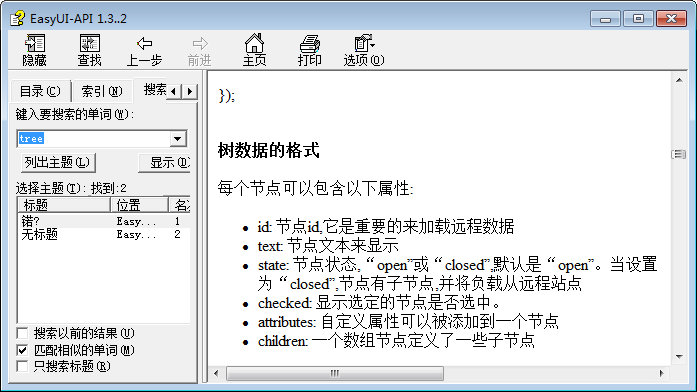 EasyUI-API 1.3..2
隐藏 查找 上一步 前进 主页 打印 选项(O)
目录(C) 索引(N) 搜索
键入要搜索的单词(W):
tree
列出主题(L) 显示(D)
选择主题(T): 找到:2
标题 位置 名次
锘? Easy... 1
无标题 Easy... 2
搜索以前的结果(U)
匹配相似的单词(M)
只搜索标题(R)
});
树数据的格式
每个节点可以包含以下属性:
id: 节点id,它是重要的来加载远程数据
text: 节点文本来显示
state: 节点状态,“open”或“closed”,默认是“open”。当设置
为“closed”,节点有子节点,并将负载从远程站点
checked: 显示选定的节点是否选中。
attributes: 自定义属性可以被添加到一个节点
children: 一个数组节点定义了一些子节点